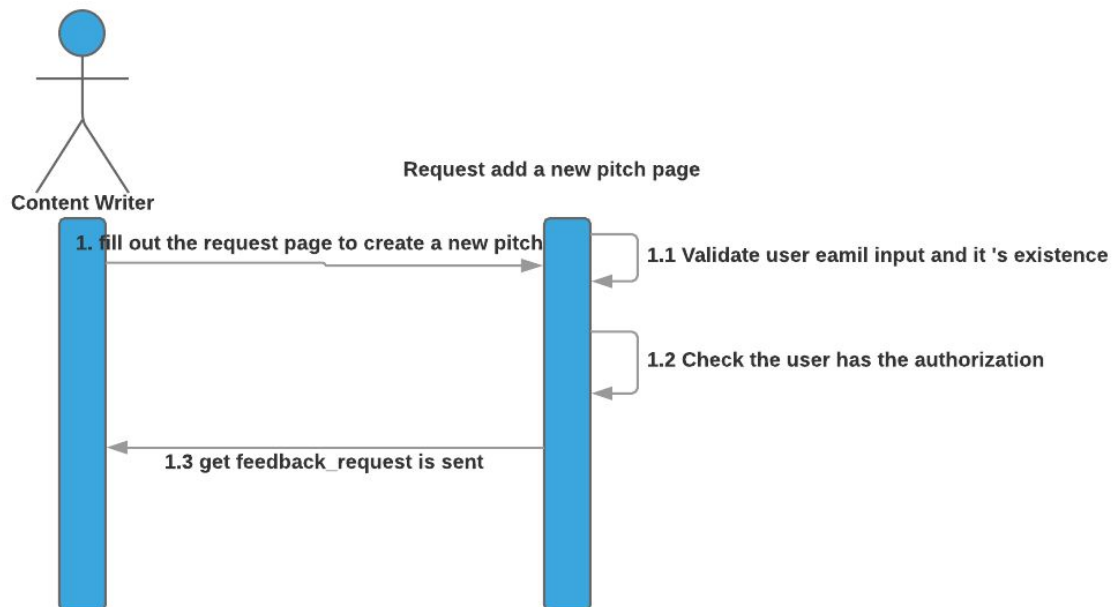 Request add a new pitch page
Content Writer
1. fill out the request page to create a new pitch
1.1 Validate user eamil input and it 's existence
1.2 Check the user has the authorization
1.3 get feedback_request is sent